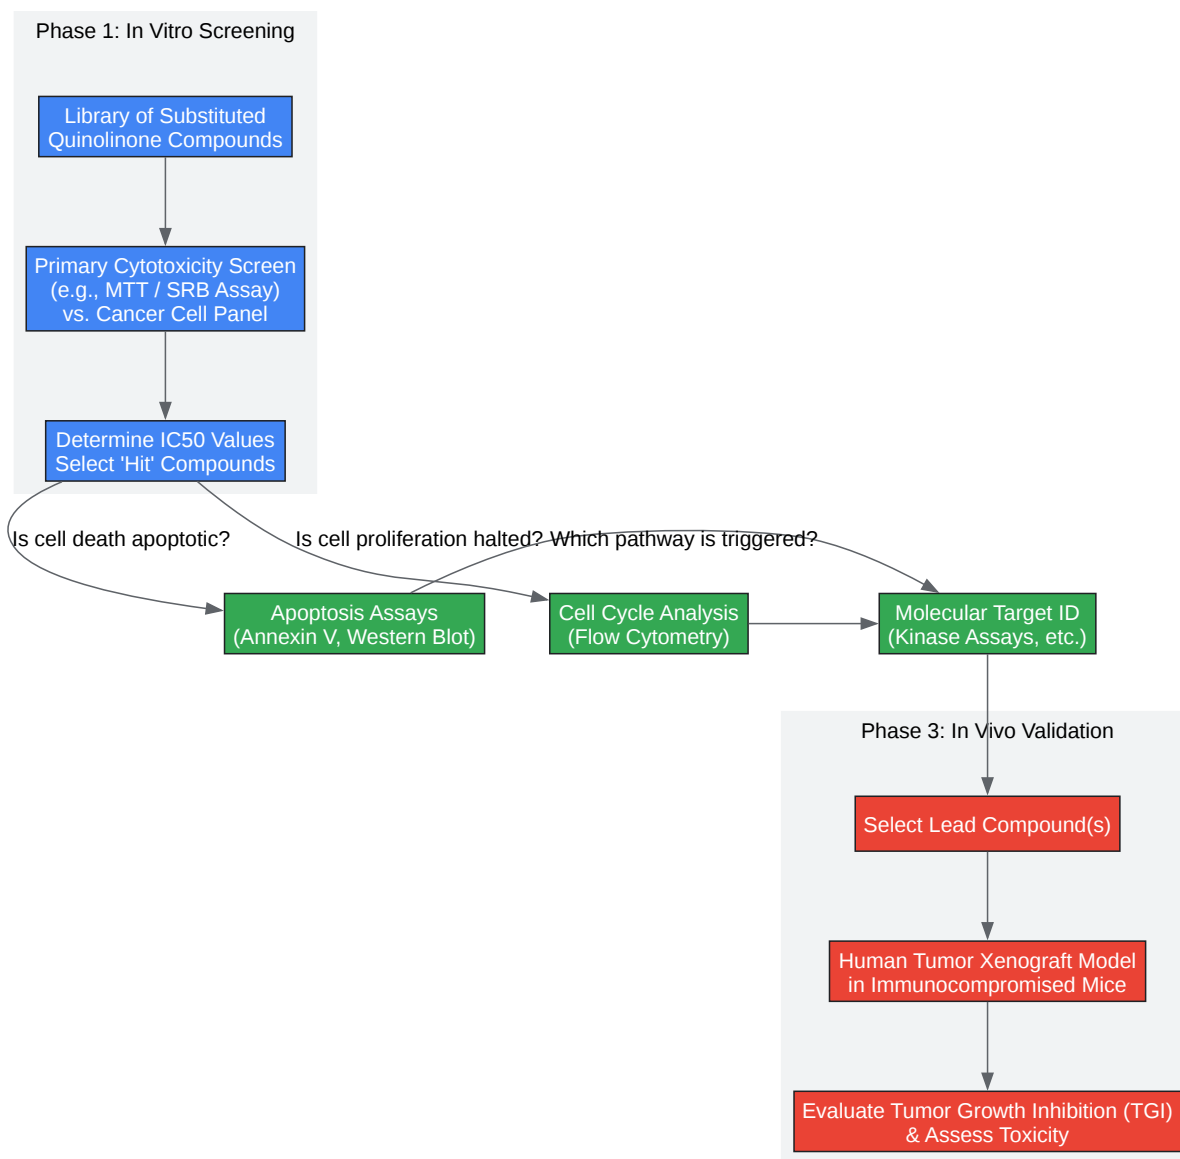 Phase 1: In Vitro Screening
Library of Substituted
Quinolinone Compounds
Primary Cytotoxicity Screen
(e.g., MTT / SRB Assay)
vs. Cancer Cell Panel
Determine IC50 Values
Select 'Hit' Compounds
Is cell death apoptotic?
Is cell proliferation halted?
Which pathway is triggered?
Apoptosis Assays
(Annexin V, Western Blot)
Cell Cycle Analysis
(Flow Cytometry)
Molecular Target ID
(Kinase Assays, etc.)
Phase 3: In Vivo Validation
Select Lead Compound(s)
Human Tumor Xenograft Model
in Immunocompromised Mice
Evaluate Tumor Growth Inhibition (TGI)
& Assess Toxicity